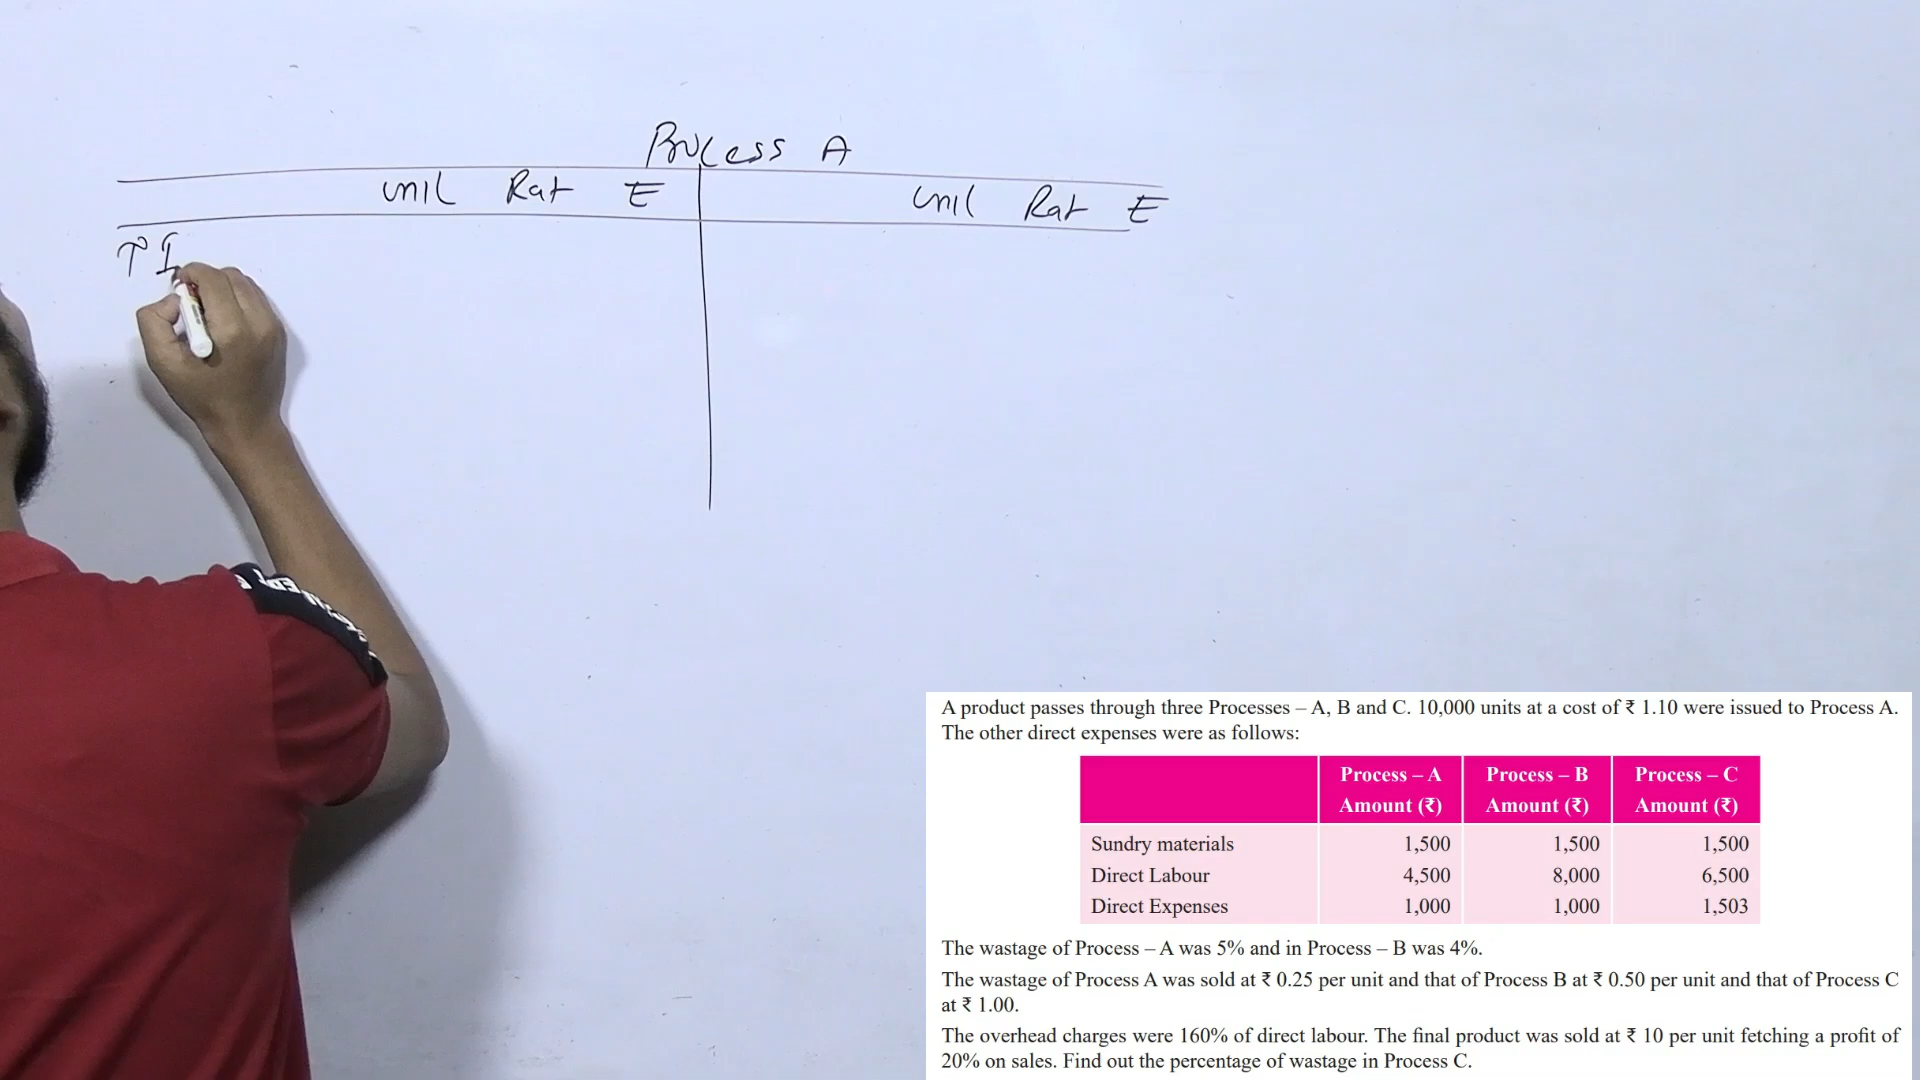 Process A
unit Rat E unit Rat E
T I
A product passes through three Processes – A, B and C. 10,000 units at a cost of ₹ 1.10 were issued to Process A.
The other direct expenses were as follows:
Process – A Process – B Process – C
Amount (₹) Amount (₹) Amount (₹)
Sundry materials 1,500 1,500 1,500
Direct Labour 4,500 8,000 6,500
Direct Expenses 1,000 1,000 1,503
The wastage of Process – A was 5% and in Process – B was 4%.
The wastage of Process A was sold at ₹ 0.25 per unit and that of Process B at ₹ 0.50 per unit and that of Process C
at ₹ 1.00.
The overhead charges were 160% of direct labour. The final product was sold at ₹ 10 per unit fetching a profit of
20% on sales. Find out the percentage of wastage in Process C.